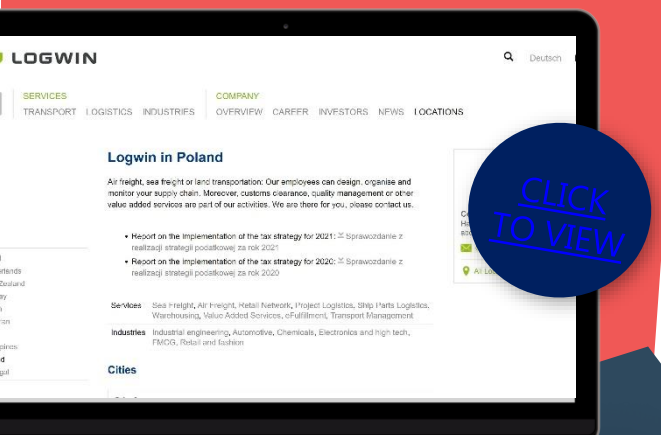 LOGWIN
Deutsch
SERVICES
COMPANY
TRANSPORT LOGISTICS INDUSTRIES
OVERVIEW CAREER INVESTORS NEWS LOCATIONS
Logwin in Poland
Air freight, sea freight or land transportation: Our employees can design, organise and
monitor your supply chain. Moreover, customs clearance, quality management or other
value added services are part of our activities. We are there for you, please contact us.
• Report on the implementation of the tax strategy for 2021: Sprawozdanie z
realizacji strategii podatkowej za rok 2021
• Report on the implementation of the tax strategy for 2020: Sprawozdanie z
realizacji strategii podatkowej za rok 2020
Services Sea Freight, Air Freight, Retail Network, Project Logistics, Ship Parts Logistics,
Warehousing, Value Added Services, eFulfillment, Transport Management
Industries Industrial engineering, Automotive, Chemicals, Electronics and high tech,
FMCG, Retail and fashion
Cities
CLICK
TO VIEW
All